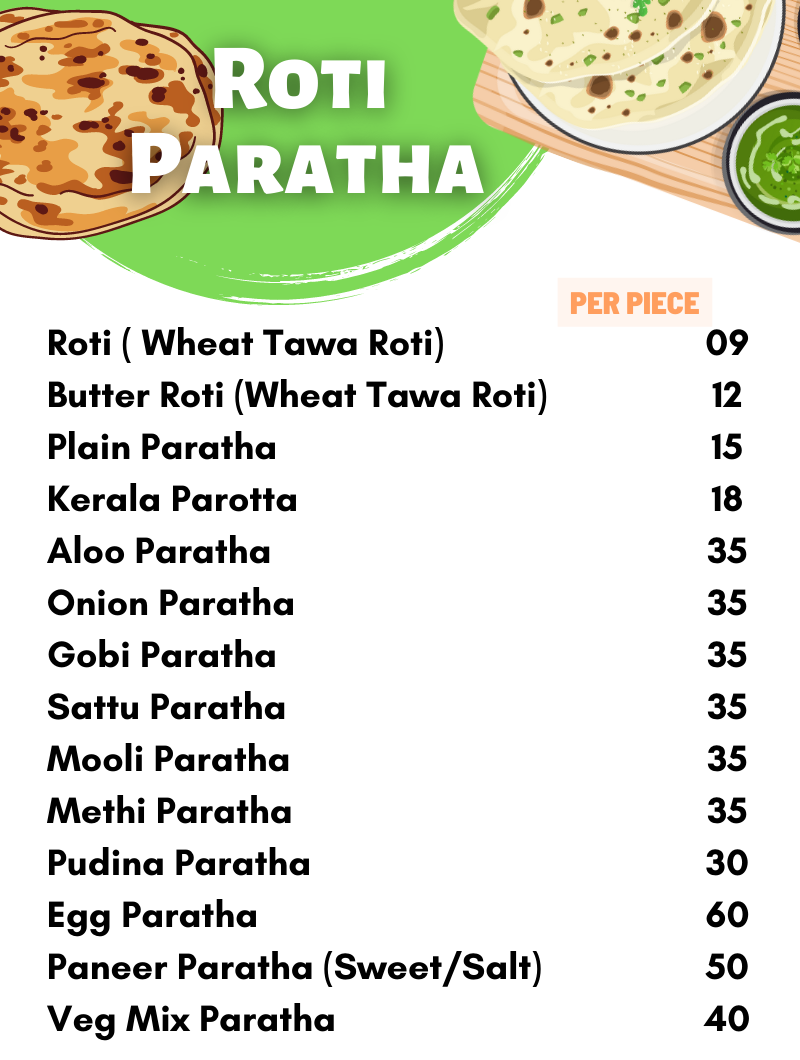 Roti
Paratha
PER PIECE
Roti ( Wheat Tawa Roti) 09
Butter Roti (Wheat Tawa Roti) 12
Plain Paratha 15
Kerala Parotta 18
Aloo Paratha 35
Onion Paratha 35
Gobi Paratha 35
Sattu Paratha 35
Mooli Paratha 35
Methi Paratha 35
Pudina Paratha 30
Egg Paratha 60
Paneer Paratha (Sweet/Salt) 50
Veg Mix Paratha 40